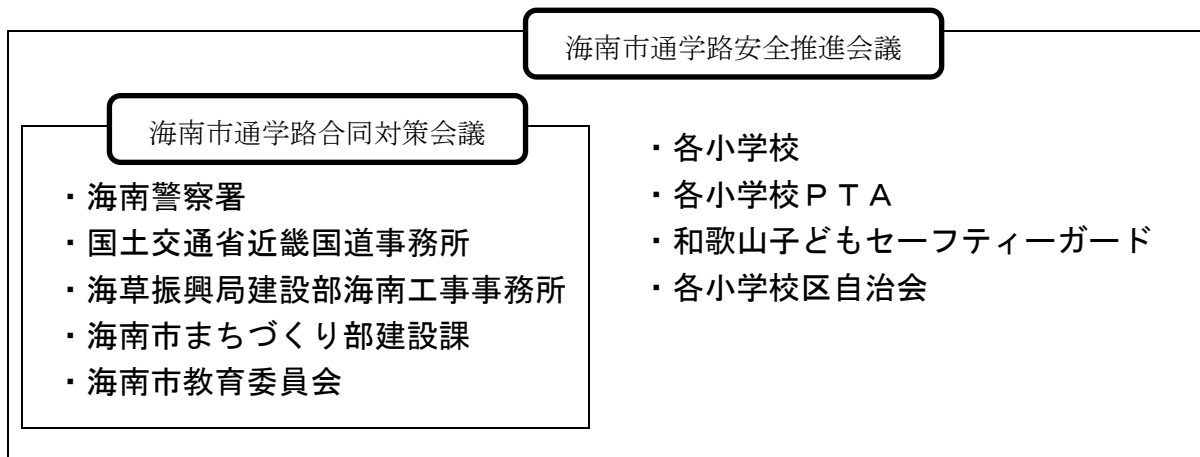 海南市通学路安全推進会議
海南市通学路合同対策会議
・海南警察署
・国土交通省近畿国道事務所
・海草振興局建設部海南工事事務所
・海南市まちづくり部建設課
・海南市教育委員会
・各小学校
・各小学校ＰＴＡ
・和歌山子どもセーフティーガード
・各小学校区自治会